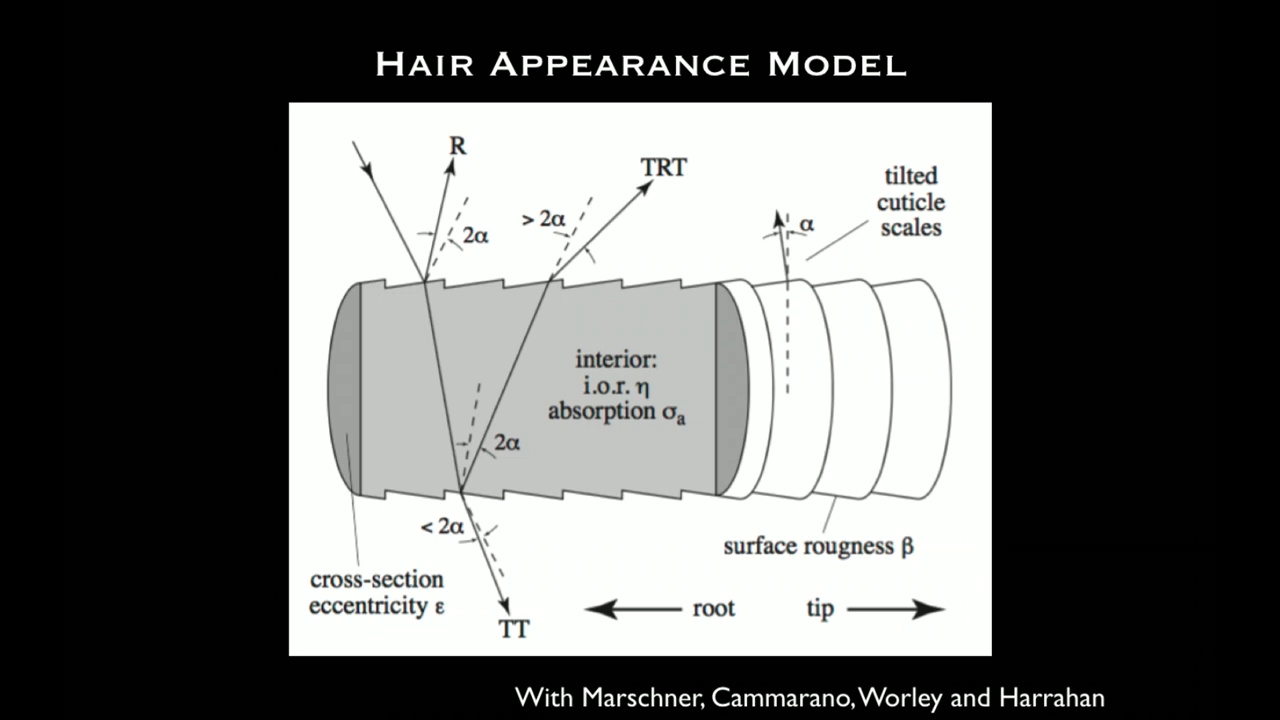 HAIR APPEARANCE MODEL
R
TRT
tilted
cuticle
scales
2α
> 2α
α
interior:
i.o.r. η
absorption σa
2α
< 2α
surface rougness β
cross-section
eccentricity ε
root
tip
TT
With Marschner, Cammarano, Worley and Harrahan